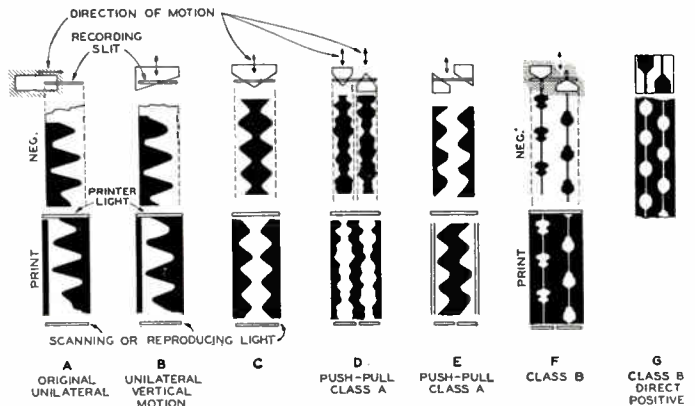 DIRECTION OF MOTION
RECORDING
SLIT
NEG.
NEG.
PRINTER
LIGHT
PRINT
PRINT
SCANNING OR REPRODUCING LIGHT
A
ORIGINAL
UNILATERAL
B
UNILATERAL
VERTICAL
MOTION
C
D
PUSH-PULL
CLASS A
E
PUSH-PULL
CLASS A
F
CLASS B
G
CLASS B
DIRECT
POSITIVE